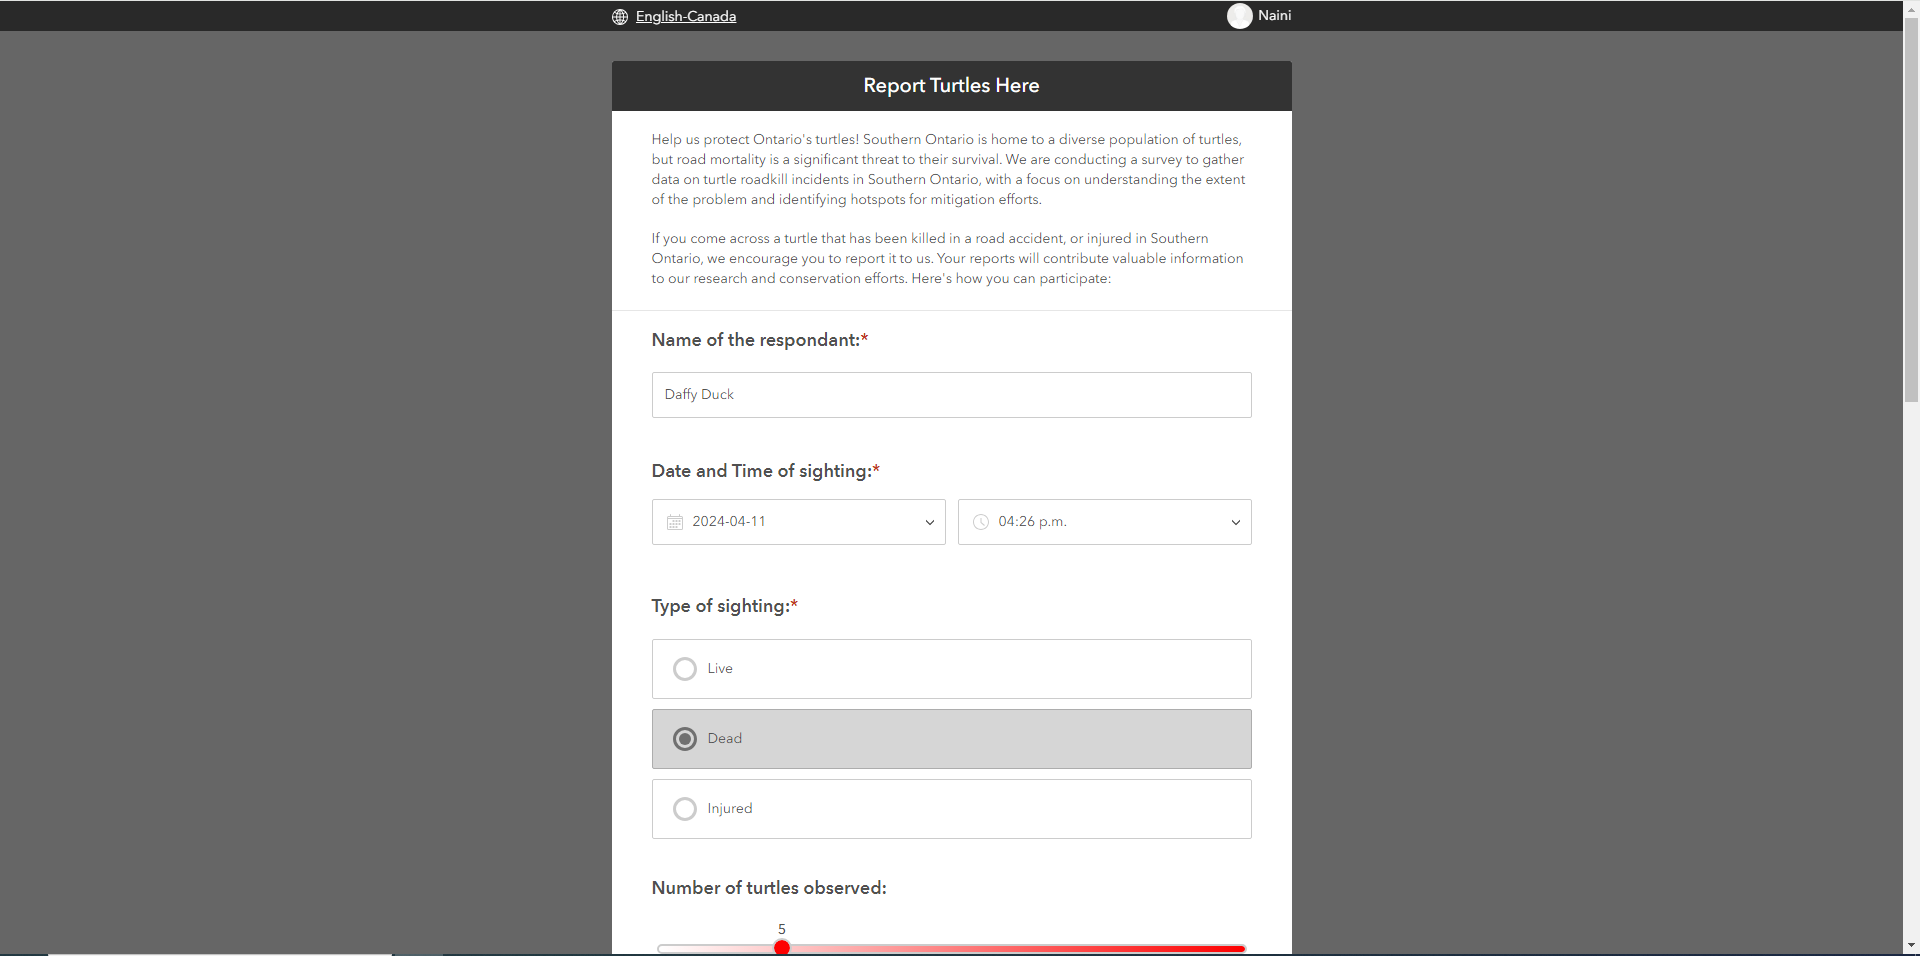 English-Canada
Naini
Report Turtles Here
Help us protect Ontario's turtles! Southern Ontario is home to a diverse population of turtles,
but road mortality is a significant threat to their survival. We are conducting a survey to gather
data on turtle roadkill incidents in Southern Ontario, with a focus on understanding the extent
of the problem and identifying hotspots for mitigation efforts.
If you come across a turtle that has been killed in a road accident, or injured in Southern
Ontario, we encourage you to report it to us. Your reports will contribute valuable information
to our research and conservation efforts. Here's how you can participate:
Name of the respondant:*
Daffy Duck
Date and Time of sighting:*
2024-04-11
04:26 p.m.
Type of sighting:*
Live
Dead
Injured
Number of turtles observed:
5